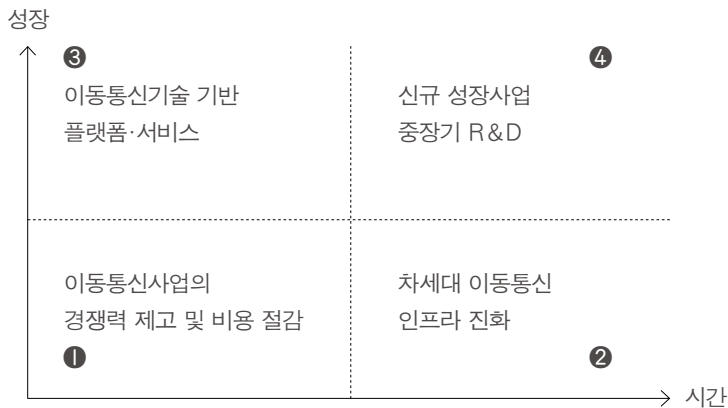 성장
❸
이동통신기술 기반
플랫폼·서비스
❹
신규 성장사업
중장기 R&D
이동통신사업의
경쟁력 제고 및 비용 절감
❶
차세대 이동통신
인프라 진화
❷
시간